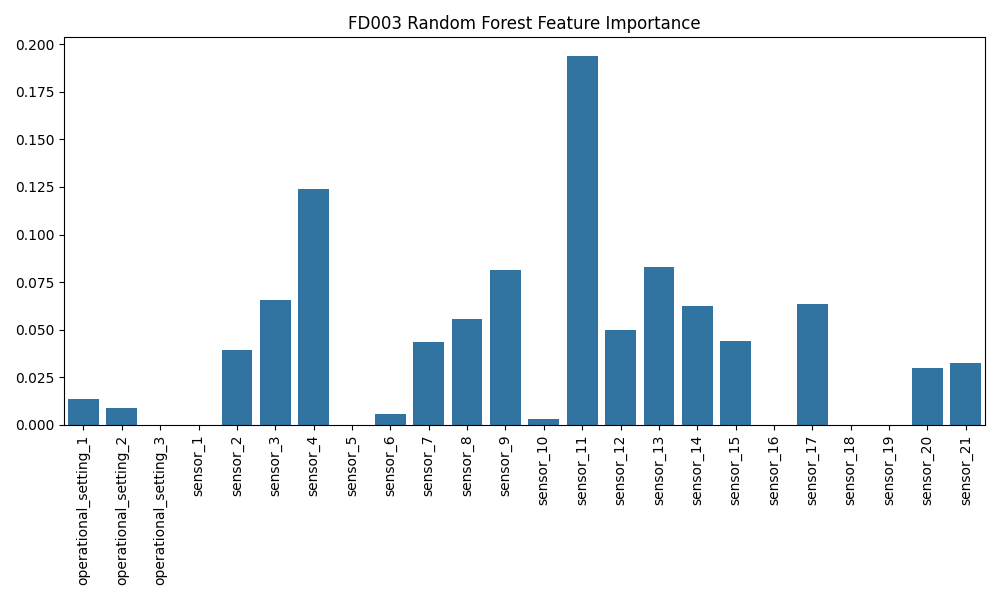 FD003 Random Forest Feature Importance
0.200
0.175
0.150
0.125
0.100
0.075
0.050
0.025
0.000
operational_setting_1
operational_setting_2
operational_setting_3
sensor_1
sensor_2
sensor_3
sensor_4
sensor_5
sensor_6
sensor_7
sensor_8
sensor_9
sensor_10
sensor_11
sensor_12
sensor_13
sensor_14
sensor_15
sensor_16
sensor_17
sensor_18
sensor_19
sensor_20
sensor_21